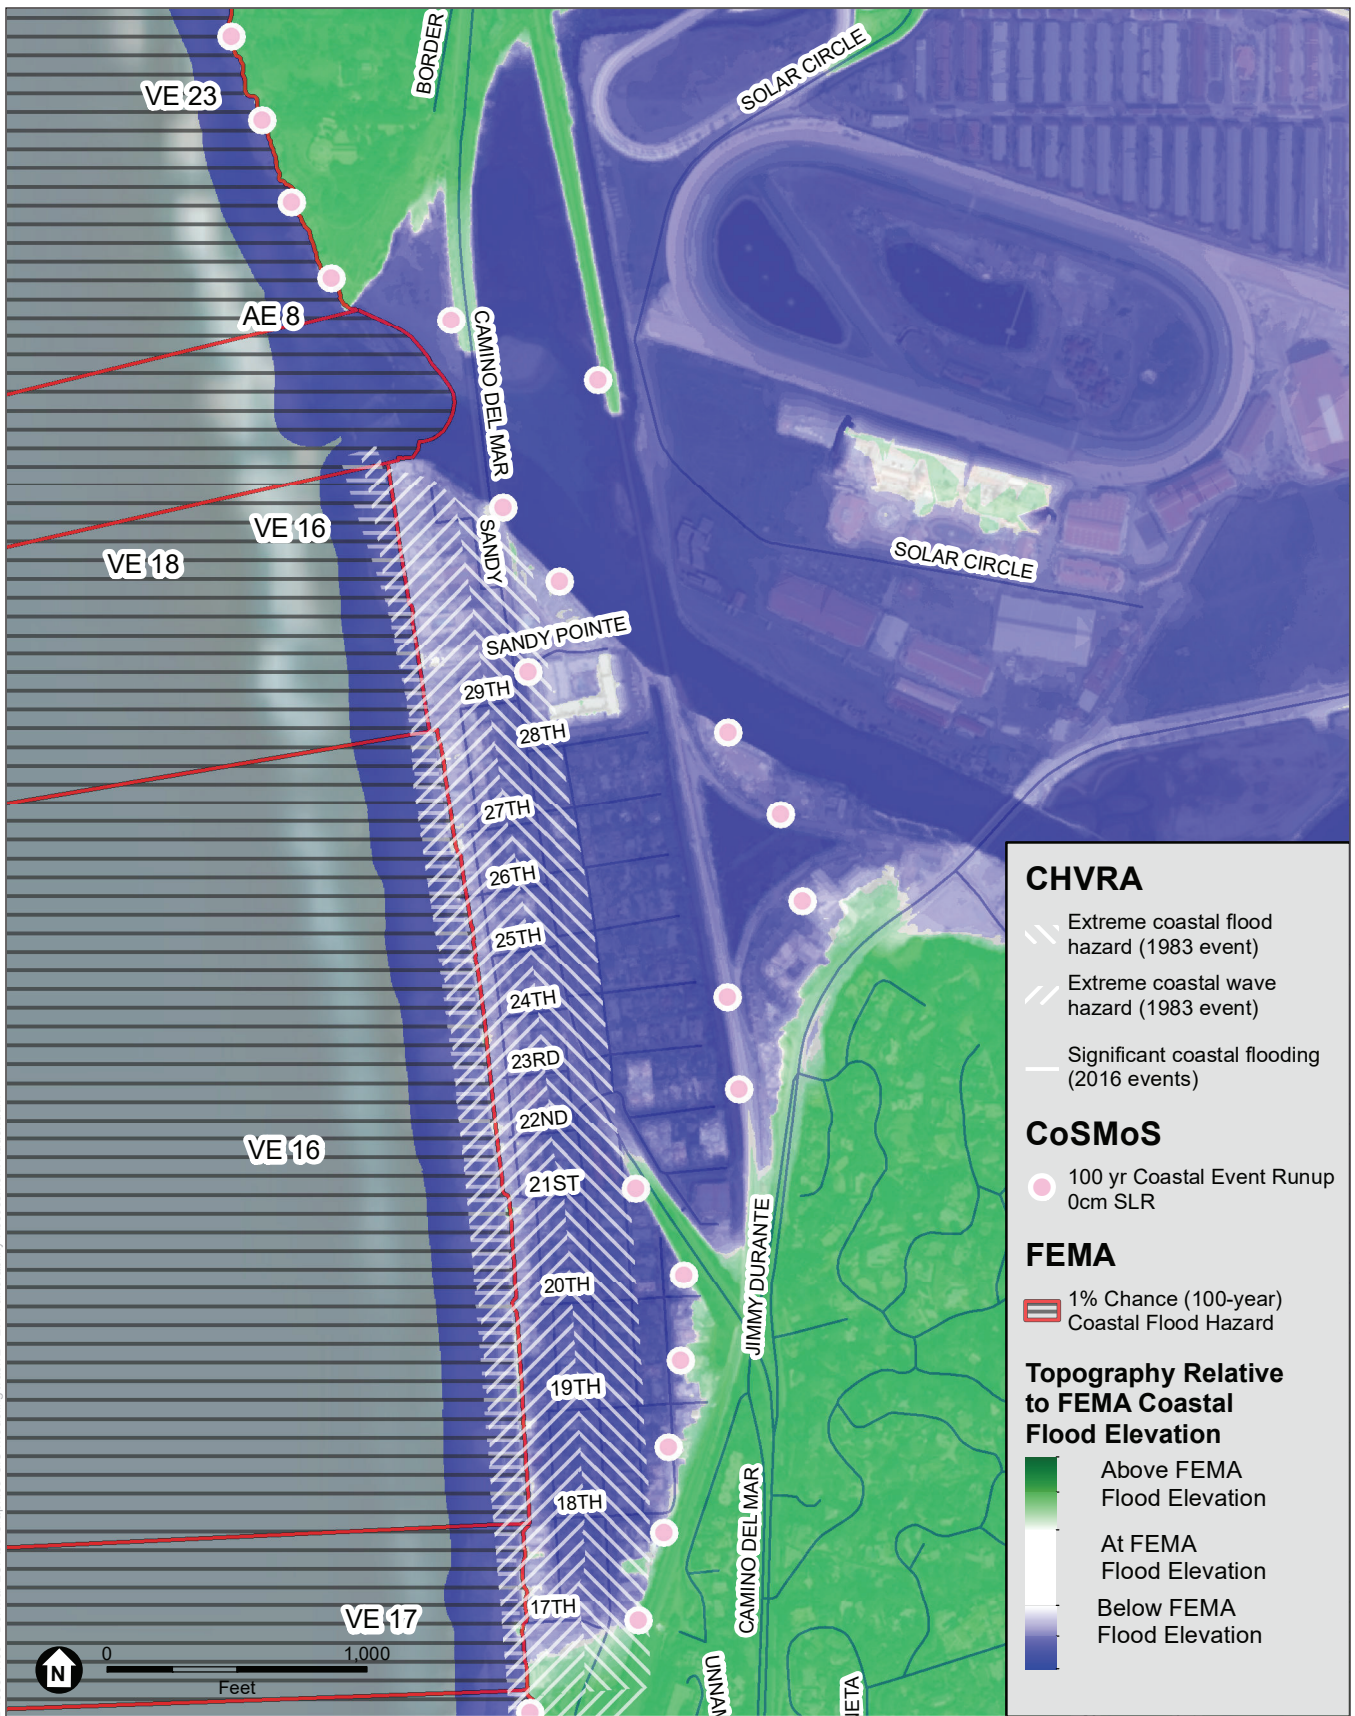 BORDER
SOLAR CIRCLE
VE 23
AE 8
CAMINO DEL MAR
VE 16
VE 18
SANDY
SOLAR CIRCLE
SANDY POINTE
29TH
28TH
27TH
26TH
25TH
24TH
23RD
22ND
VE 16
21ST
20TH
JIMMY DURANTE
19TH
18TH
CAMINO DEL MAR
17TH
VE 17
N
0 1,000
Feet
CHVRA
Extreme coastal flood
hazard (1983 event)
Extreme coastal wave
hazard (1983 event)
Significant coastal flooding
(2016 events)
CoSMoS
100 yr Coastal Event Runup
0cm SLR
FEMA
1% Chance (100-year)
Coastal Flood Hazard
Topography Relative
to FEMA Coastal
Flood Elevation
Above FEMA
Flood Elevation
At FEMA
Flood Elevation
Below FEMA
Flood Elevation